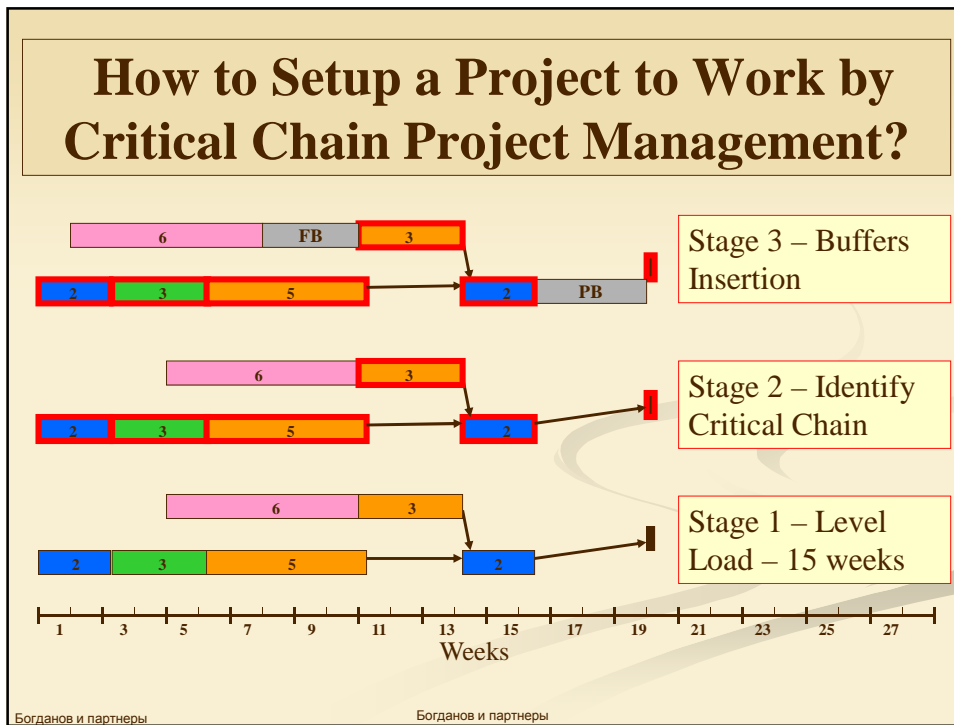 How to Setup a Project to Work by
Critical Chain Project Management?
6 FB 3
2 3 5 2 PB
Stage 3 – Buffers
Insertion
6 3
2 3 5 2
Stage 2 – Identify
Critical Chain
6 3
2 3 5 2
Stage 1 – Level
Load – 15 weeks
1 3 5 7 9 11 13 15 17 19 21 23 25 27
Weeks
Богданов и партнеры
Богданов и партнеры